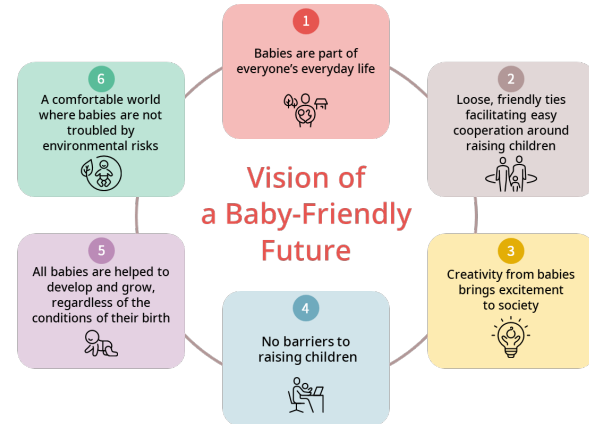 1
Babies are part of
everyone's everyday life
2
Loose, friendly ties
facilitating easy
cooperation around
raising children
3
Creativity from babies
brings excitement
to society
4
No barriers to
raising children
5
All babies are helped to
develop and grow,
regardless of the
conditions of their birth
6
A comfortable world
where babies are not
troubled by
environmental risks
Vision of
a Baby-Friendly
Future